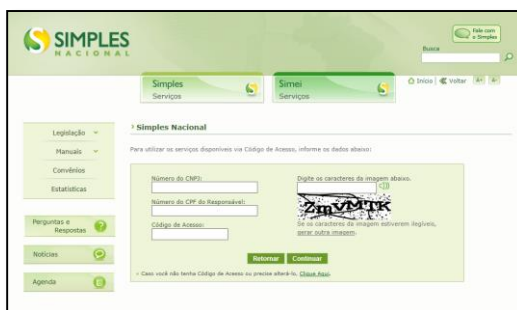 SIMPLES
NACIONAL
Fale com
o Simples
Busca
Simples
Serviços
Simei
Serviços
Início
Voltar
A+
A-
Legislação
Manuais
Convênios
Estatísticas
Perguntas e
Respostas
Notícias
Agenda
Simples Nacional
Para utilizar os serviços disponíveis via Código de Acesso, informe os dados abaixo:
Número do CNPJ:
Número do CPF do Responsável:
Código de Acesso:
Digite os caracteres da imagem abaixo.
ZmVMTK
Se os caracteres da imagem estiverem ilegíveis,
gerar outra imagem.
Retornar
Continuar
Caso você não tenha Código de Acesso ou precise alterá-lo, Clique Aqui.